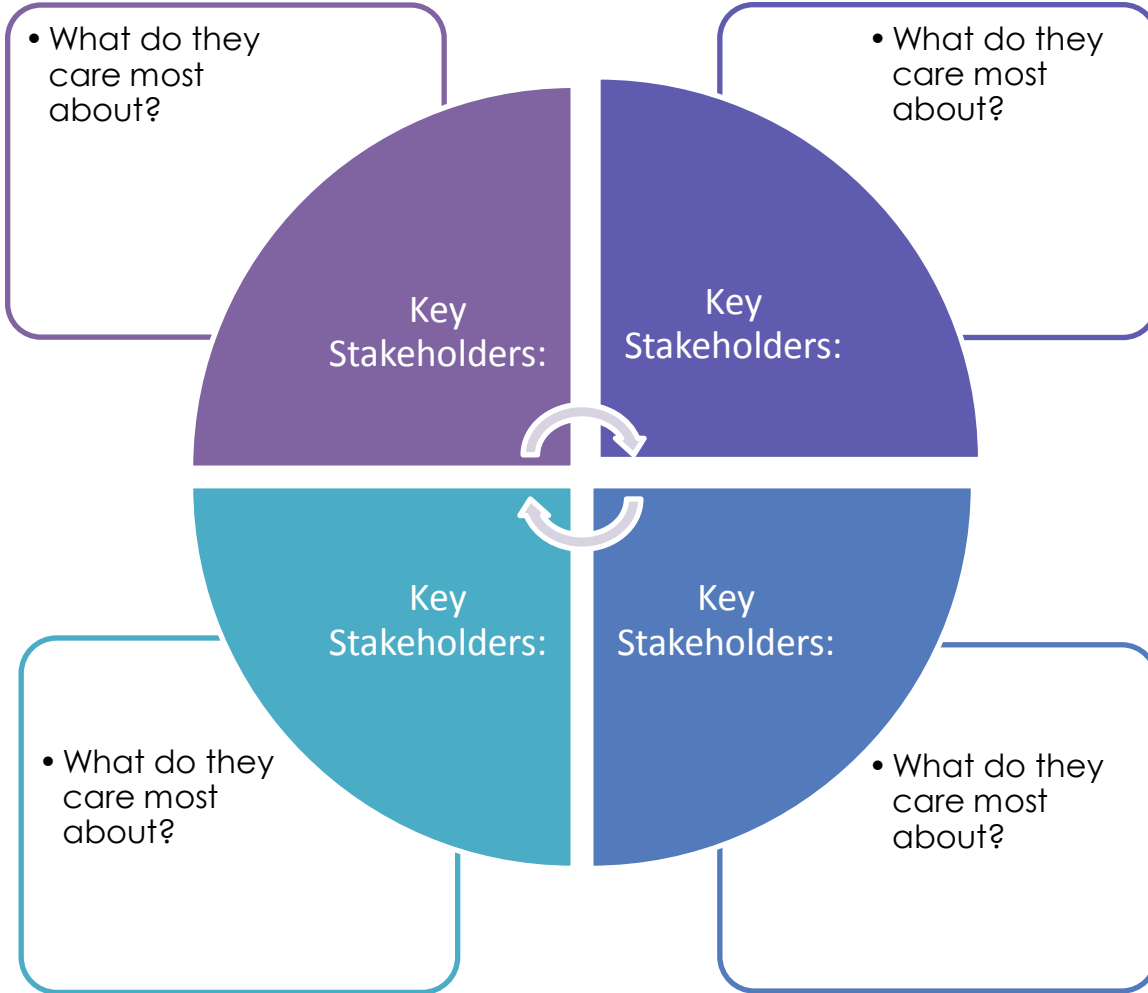 • What do they
care most
about?
• What do they
care most
about?
Key
Stakeholders:
Key
Stakeholders:
Key
Stakeholders:
Key
Stakeholders:
• What do they
care most
about?
• What do they
care most
about?